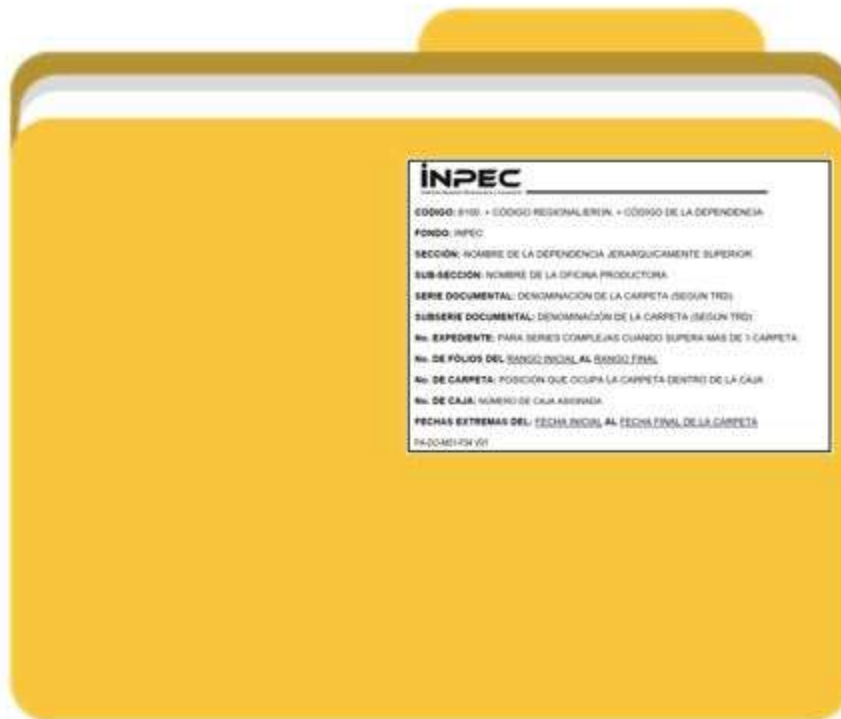 INPEC
CÓDIGO: 8100. + CÓDIGO REGIONAL/ERON. + CÓDIGO DE LA DEPENDENCIA
FONDO: INPEC
SECCIÓN: NOMBRE DE LA DEPENDENCIA JERARQUICAMENTE SUPERIOR
SUB-SECCIÓN: NOMBRE DE LA OFICINA PRODUCTORA
SERIE DOCUMENTAL: DENOMINACIÓN DE LA CARPETA (SEGÚN TRD)
SUBSERIE DOCUMENTAL: DENOMINACIÓN DE LA CARPETA (SEGÚN TRD)
No. EXPEDIENTE: PARA SERIES COMPLEJAS CUANDO SUPERA MAS DE 1 CARPETA.
No. DE FOLIOS DEL RANGO INICIAL AL RANGO FINAL
No. DE CARPETA: POSICIÓN QUE OCUPA LA CARPETA DENTRO DE LA CAJA
No. DE CAJA: NÚMERO DE CAJA ASIGNADA
FECHAS EXTREMAS DEL: FECHA INICIAL AL FECHA FINAL DE LA CARPETA